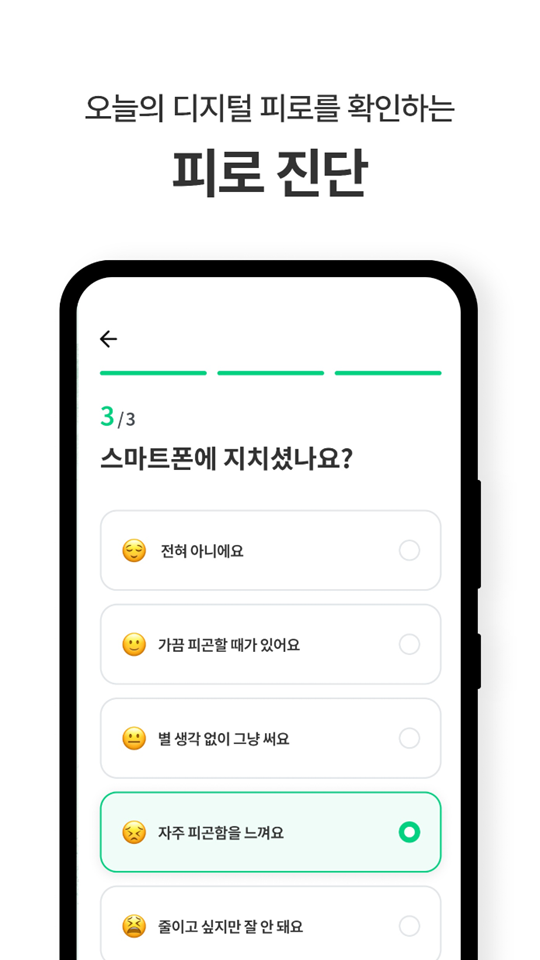 오늘의 디지털 피로를 확인하는
피로 진단
3/3
스마트폰에 지치셨나요?
전혀 아니에요
가끔 피곤할 때가 있어요
별 생각 없이 그냥 써요
자주 피곤함을 느껴요
줄이고 싶지만 잘 안 돼요